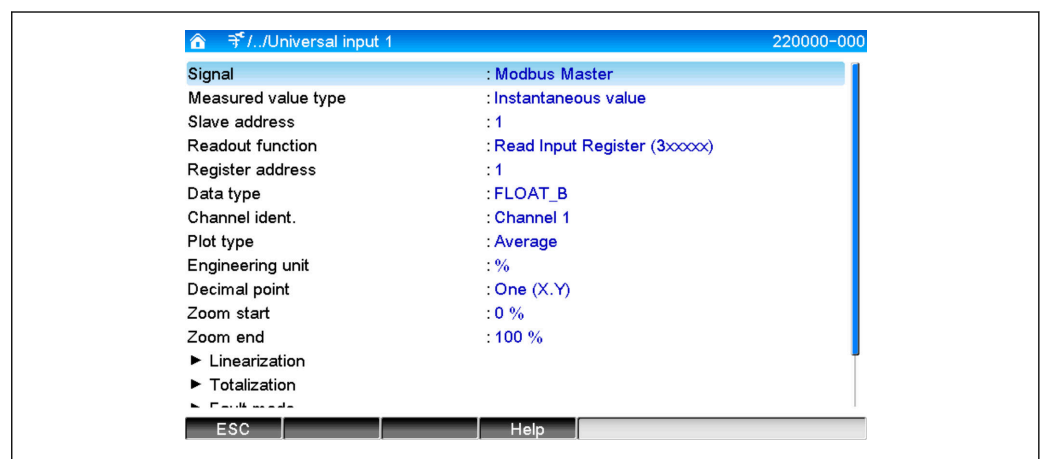 /../Universal input 1 220000-000
Signal : Modbus Master
Measured value type : Instantaneous value
Slave address : 1
Readout function : Read Input Register (3xxxxx)
Register address : 1
Data type : FLOAT_B
Channel ident. : Channel 1
Plot type : Average
Engineering unit : %
Decimal point : One (X.Y)
Zoom start : 0 %
Zoom end : 100 %
► Linearization
► Totalization
► Fault mode
ESC Help